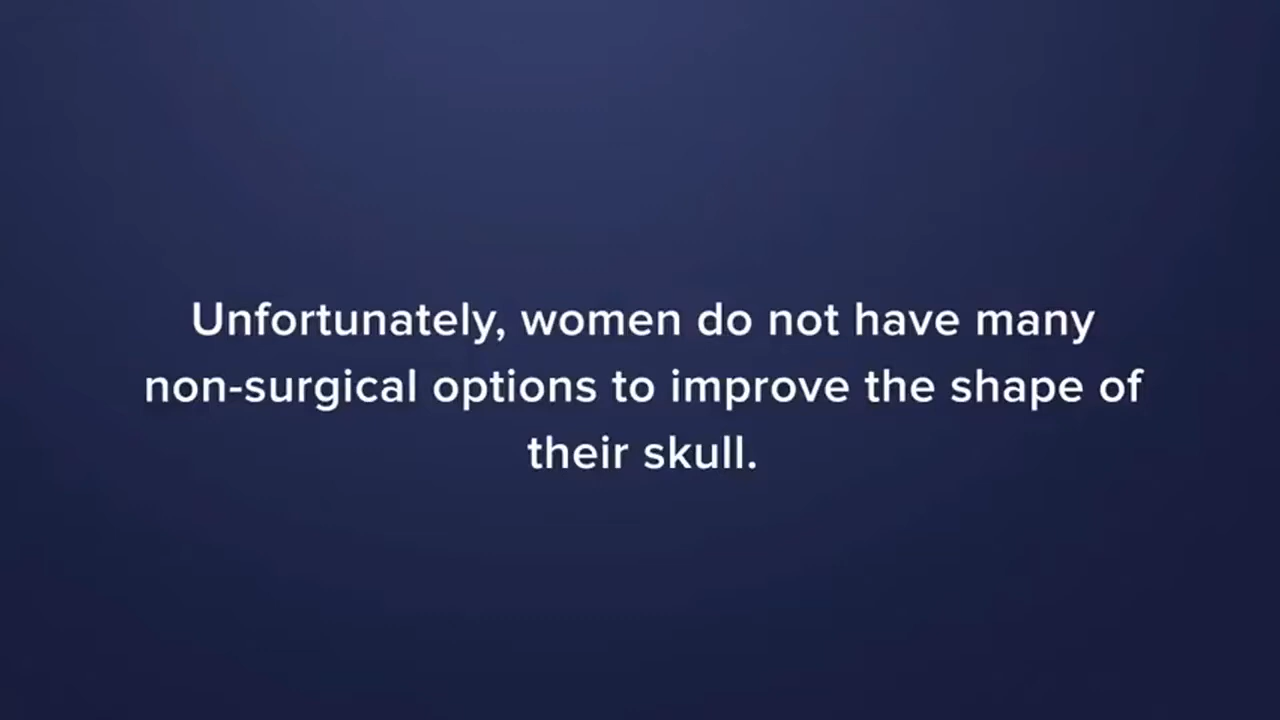 Unfortunately, women do not have many
non-surgical options to improve the shape of
their skull.